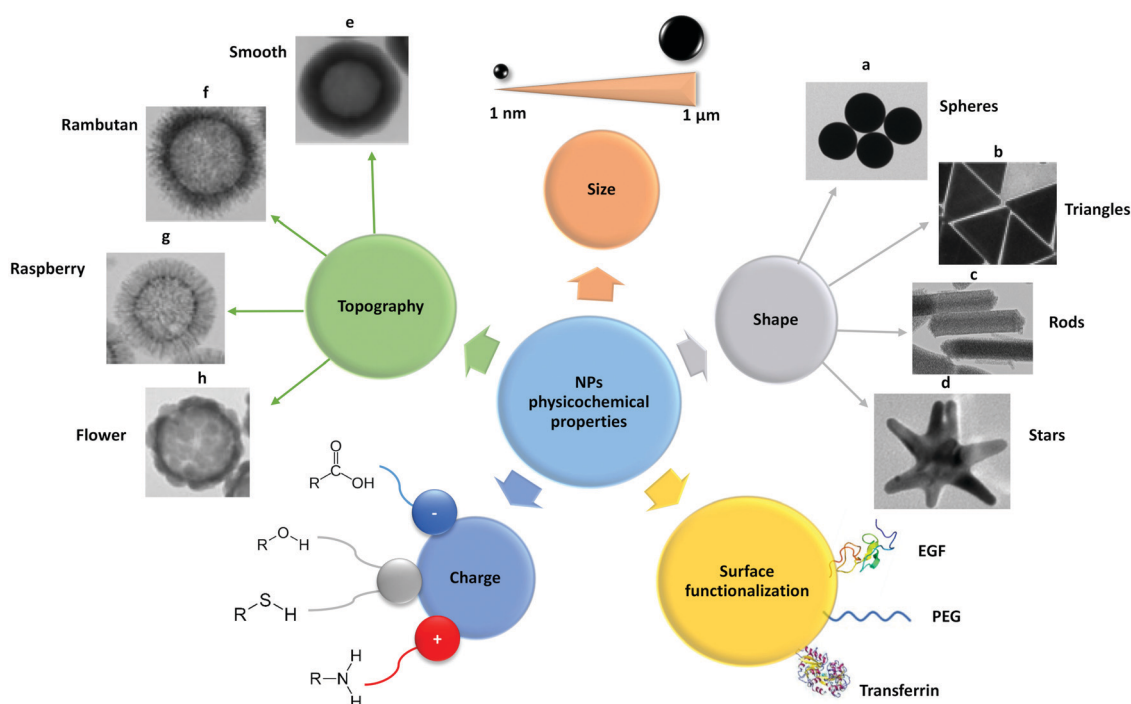 e
Smooth
f
Rambutan
g
Raspberry
h
Flower
Topography
1 nm
1 µm
Size
a
Spheres
b
Triangles
c
Rods
d
Stars
Shape
NPs
physicochemical
properties
O
R
C
OH
-
R
O
H
R
S
H
+
R
N
H
H
Charge
Surface
functionalization
EGF
PEG
Transferrin